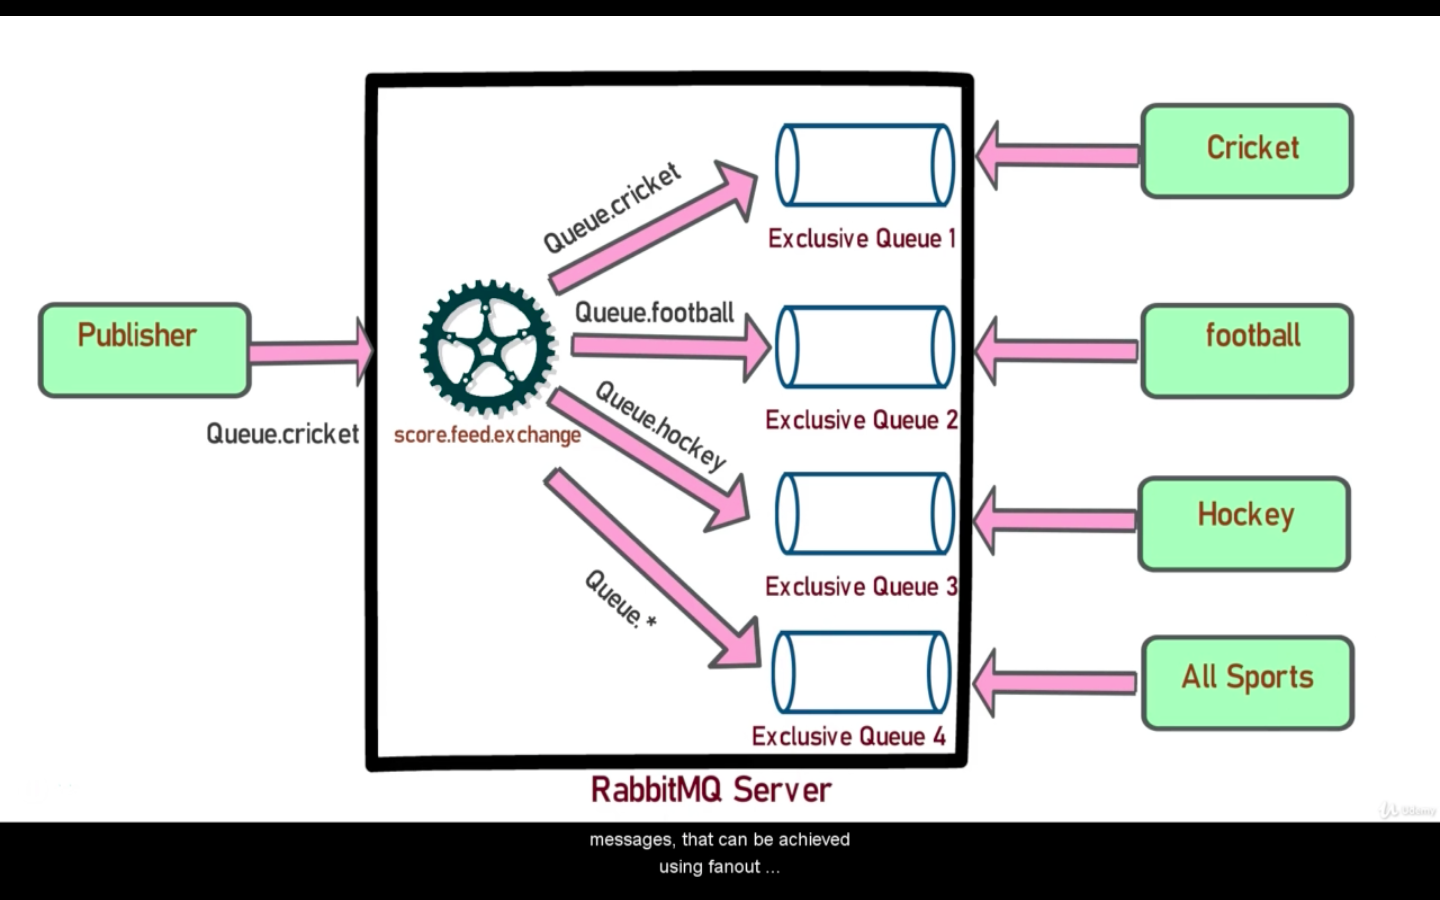 Cricket
Queue.cricket
Exclusive Queue 1
Publisher
Queue.football
football
Queue.cricket
score.feed.exchange
Queue.hockey
Exclusive Queue 2
Hockey
Exclusive Queue 3
Queue.*
All Sports
Exclusive Queue 4
RabbitMQ Server
Udemy
messages, that can be achieved
using fanout ...